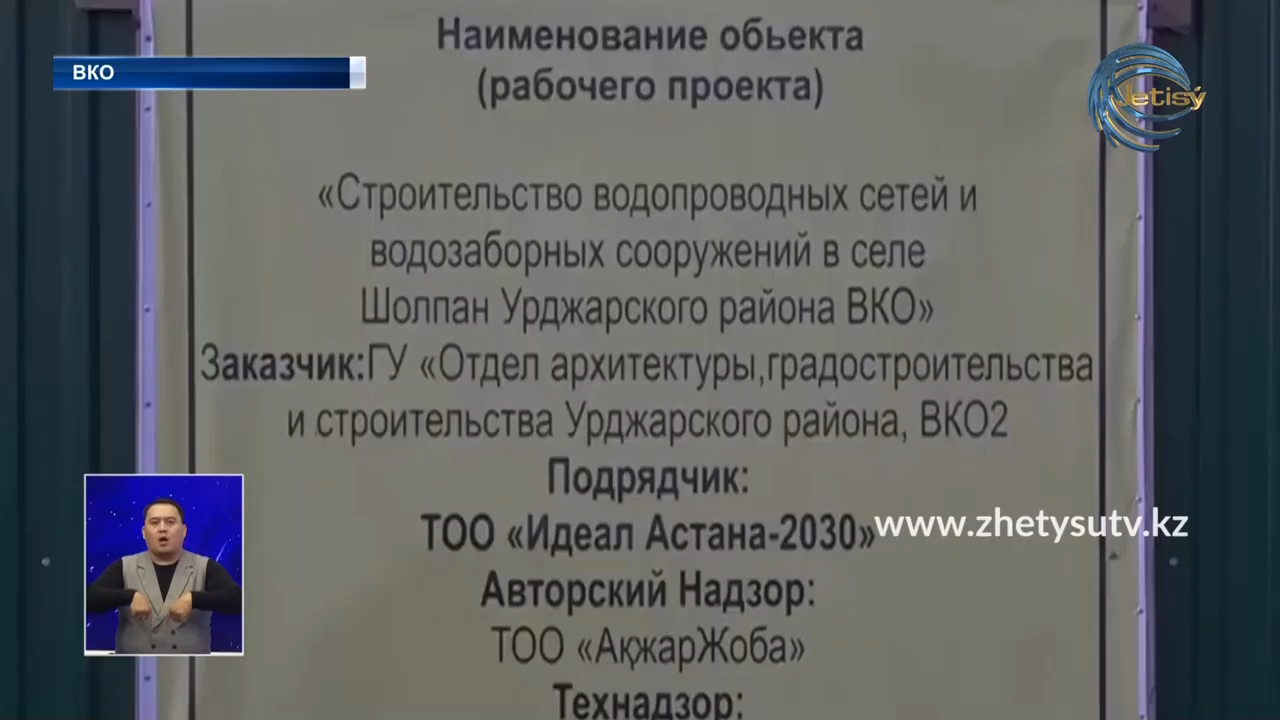 ВКО
Jetisý
Наименование обьекта
(рабочего проекта)
«Строительство водопроводных сетей и
водозаборных сооружений в селе
Шолпан Урджарского района ВКО»
Заказчик:ГУ «Отдел архитектуры,градостроительства
и строительства Урджарского района, ВКО2
Подрядчик:
ТОО «Идеал Астана-2030»
www.zhetysutv.kz
Авторский Надзор:
ТОО «АқжарЖоба»
Технадзор: